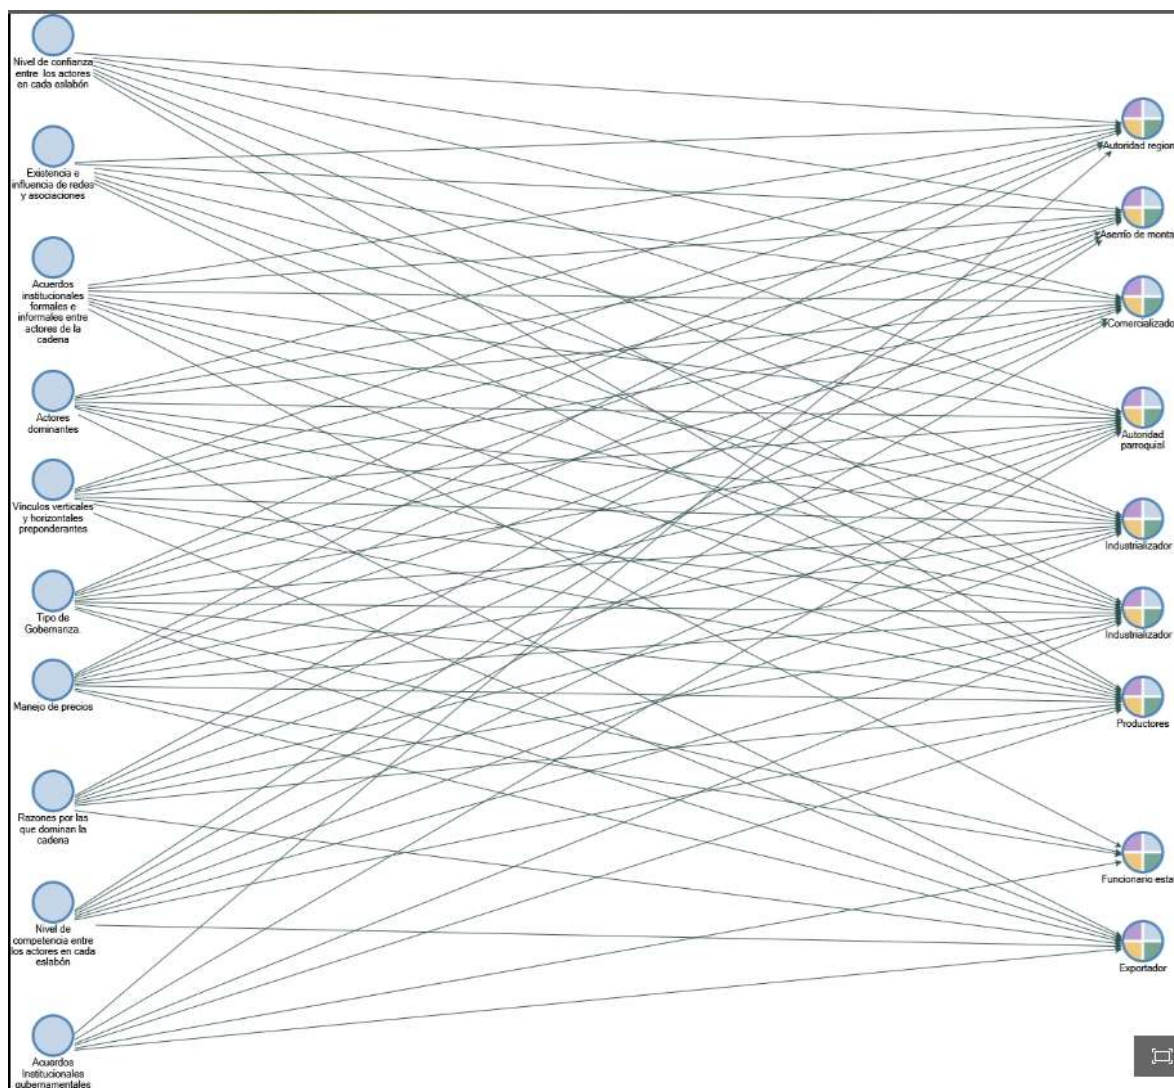 Nivel de confianza
entre los actores
en cada eslabón
Existencia e
influencia de redes
y asociaciones
Acuerdos
institucionales
formales e
informales entre
actores de la
cadena
Actores
dominantes
Vínculos verticales
y horizontales
preponderantes
Tipo de
Gobernanza.
Manejo de precios
Razones por las
que dominan la
cadena
Nivel de
competencia entre
los actores en cada
eslabón
Acuerdos
Institucionales
gubernamentales
Autoridad region
Aserrío de monta
Comercializado
Autoridad
parroquial
Industrializador
Industrializador
Productores
Funcionario estat
Exportador